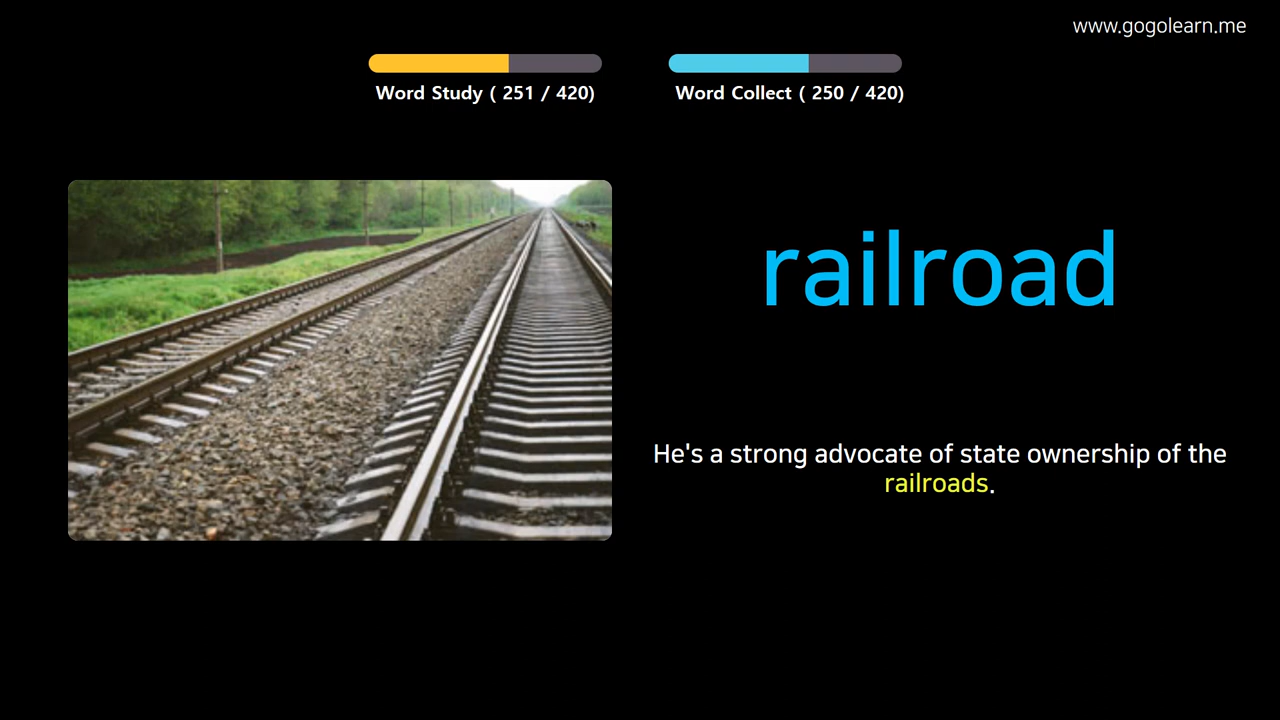 www.gogolearn.me
Word Study ( 251 / 420)
Word Collect ( 250 / 420)
railroad
He's a strong advocate of state ownership of the
railroads.